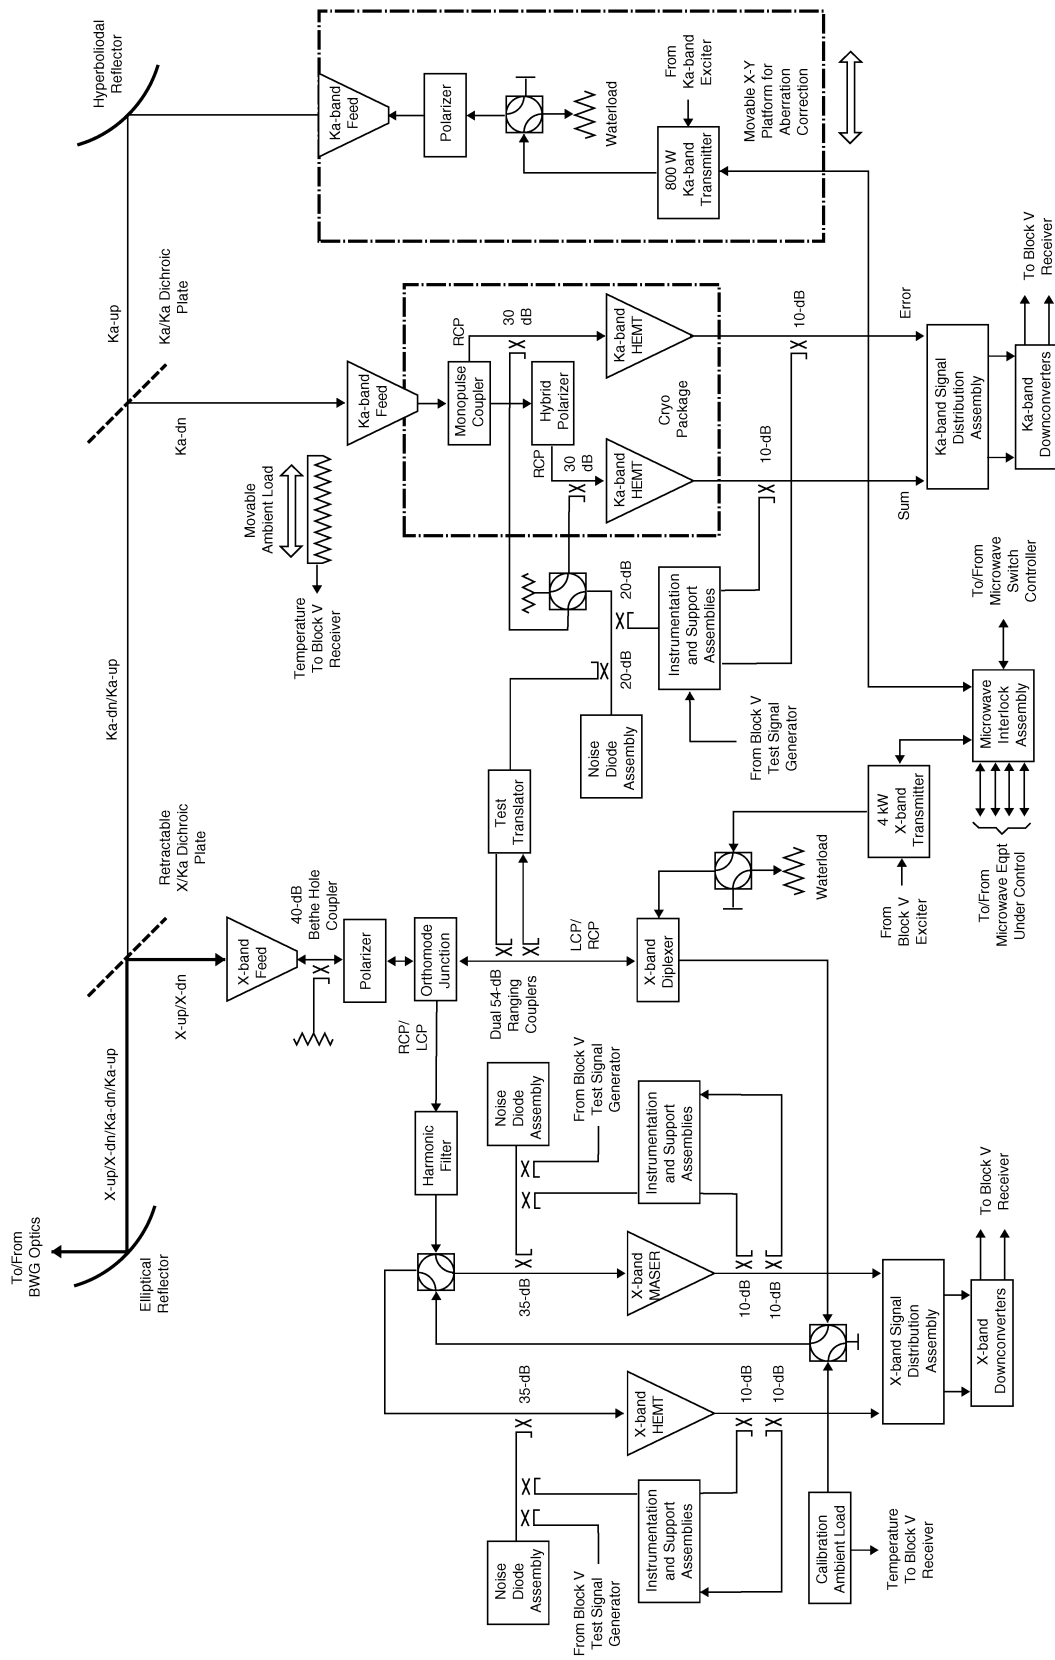 To/From
BWG Optics
Elliptical
Reflector
X-up/X-dn/Ka-dn/Ka-up
Retractable
X/Ka Dichroic
Plate
Ka-dn/Ka-up
Ka-up
Ka/Ka Dichroic
Plate
Hyperboliodal
Reflector
X-up/X-dn
Ka-dn
X-band
Feed
40-dB
Bethe Hole
Coupler
Polarizer
Orthomode
Junction
RCP/
LCP
Dual 54-dB
Ranging
Couplers
LCP/
RCP
Harmonic
Filter
Temperature
To Block V
Receiver
Movable
Ambient Load
Ka-band
Feed
Monopulse
Coupler
RCP
30
dB
Hybrid
Polarizer
RCP
30
dB
Ka-band
HEMT
Ka-band
HEMT
Cryo
Package
Ka-band
Feed
Polarizer
Waterload
From
Ka-band
Exciter
800 W
Ka-band
Transmitter
Movable X-Y
Platform for
Aberration
Correction
Test
Translator
Noise
Diode
Assembly
20-dB
20-dB
Instrumentation
and Support
Assemblies
From Block V
Test Signal
Generator
10-dB
10-dB
Sum
Error
Ka-band Signal
Distribution
Assembly
Ka-band
Downconverters
To Block V
Receiver
Noise
Diode
Assembly
From Block V
Test Signal
Generator
35-dB
Instrumentation
and Support
Assemblies
X-band
MASER
10-dB
10-dB
X-band
Diplexer
Waterload
4 kW
X-band
Transmitter
From
Block V
Exciter
Microwave
Interlock
Assembly
To/From
Microwave
Switch
Controller
To/From
Microwave Eqpt
Under Control
Noise
Diode
Assembly
From Block V
Test Signal
Generator
35-dB
Instrumentation
and Support
Assemblies
X-band
HEMT
10-dB
10-dB
Calibration
Ambient Load
Temperature
To Block V
Receiver
X-band Signal
Distribution
Assembly
X-band
Downconverters
To Block V
Receiver